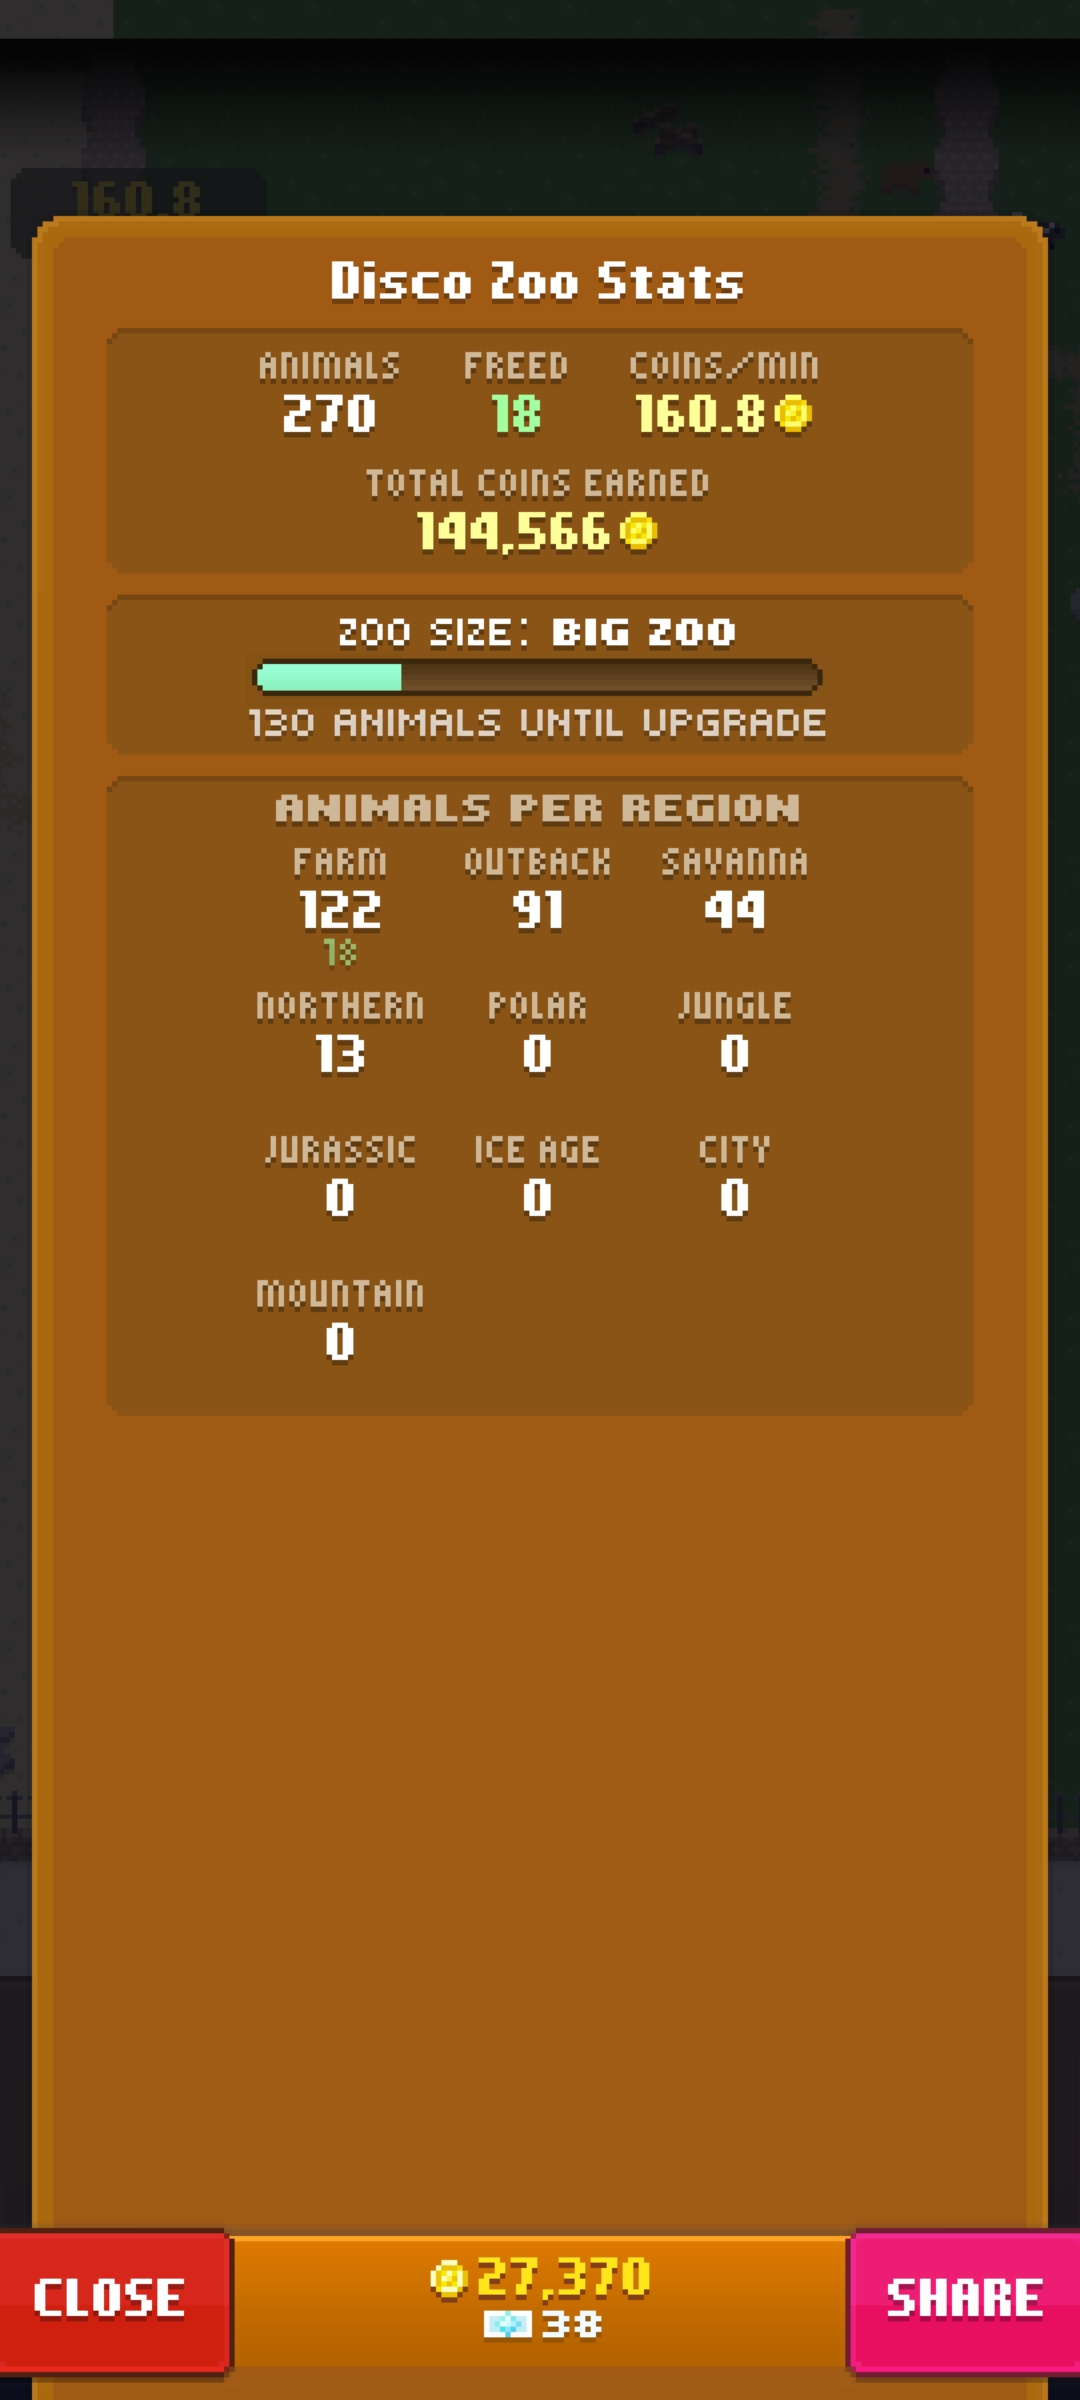 160.8
Disco Zoo Stats
ANIMALS FREED COINS/MIN
270 18 160.8
TOTAL COINS EARNED
144,566
ZOO SIZE: BIG ZOO
130 ANIMALS UNTIL UPGRADE
ANIMALS PER REGION
FARM OUTBACK SAVANNA
122 91 44
18
NORTHERN POLAR JUNGLE
13 0 0
JURASSIC ICE AGE CITY
0 0 0
MOUNTAIN
0
CLOSE 27,370 SHARE
38